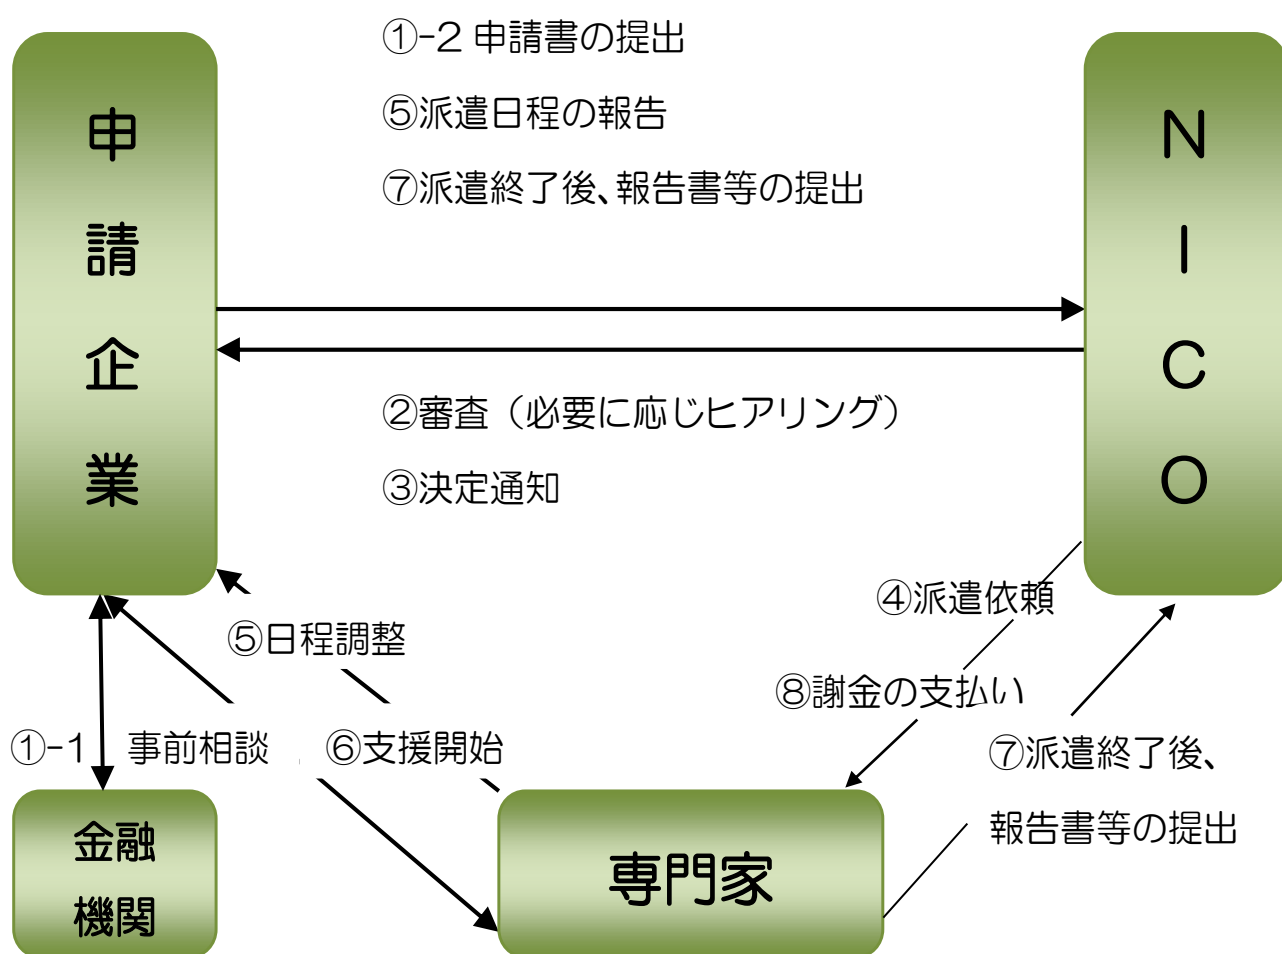 ①-2 申請書の提出
⑤派遣日程の報告
⑦派遣終了後、報告書等の提出
申請企業
NICO
②審査（必要に応じヒアリング）
③決定通知
④派遣依頼
⑤日程調整
⑧謝金の支払い
①-1 事前相談
⑥支援開始
⑦派遣終了後、
報告書等の提出
金融
機関
専門家